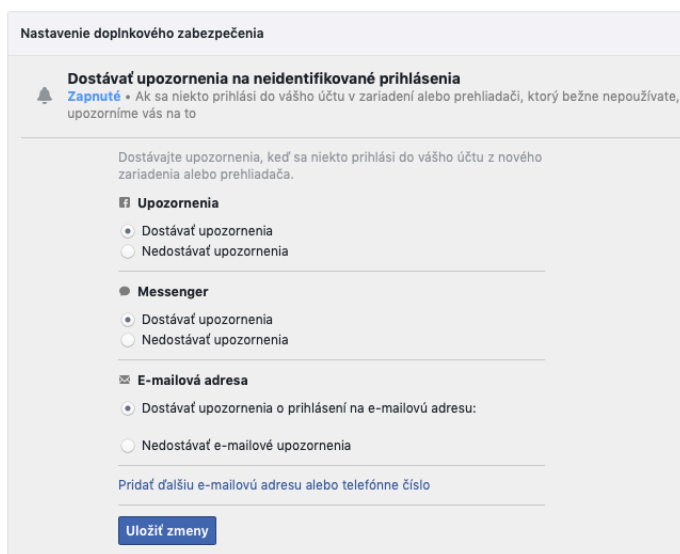 Nastavenie doplnkového zabezpečenia
Dostávať upozornenia na neidentifikované prihlásenia
Zapnuté • Ak sa niekto prihlási do vášho účtu v zariadení alebo prehliadači, ktorý bežne nepoužívate,
upozorníme vás na to
Dostávajte upozornenia, keď sa niekto prihlási do vášho účtu z nového
zariadenia alebo prehliadača.
Upozornenia
Dostávať upozornenia
Nedostávať upozornenia
Messenger
Dostávať upozornenia
Nedostávať upozornenia
E-mailová adresa
Dostávať upozornenia o prihlásení na e-mailovú adresu:
Nedostávať e-mailové upozornenia
Pridať ďalšiu e-mailovú adresu alebo telefónne číslo
Uložiť zmeny